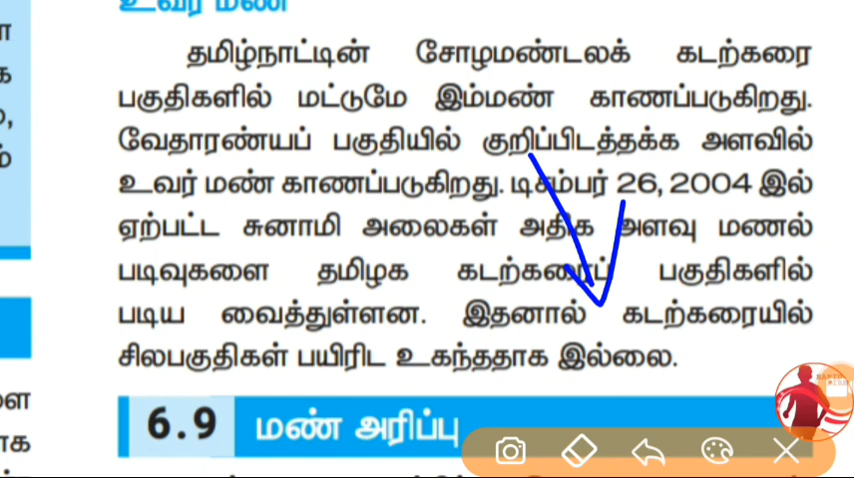 உவர் மண்
தமிழ்நாட்டின் சோழமண்டலக் கடற்கரை
பகுதிகளில் மட்டுமே இம்மண் காணப்படுகிறது.
வேதாரண்யப் பகுதியில் குறிப்பிடத்தக்க அளவில்
உவர் மண் காணப்படுகிறது. டிசம்பர் 26, 2004 இல்
ஏற்பட்ட சுனாமி அலைகள் அதிக அளவு மணல்
படிவுகளை தமிழக கடற்கரைப் பகுதிகளில்
படிய வைத்துள்ளன. இதனால் கடற்கரையில்
சிலபகுதிகள் பயிரிட உகந்ததாக இல்லை.
6.9 மண் அரிப்பு